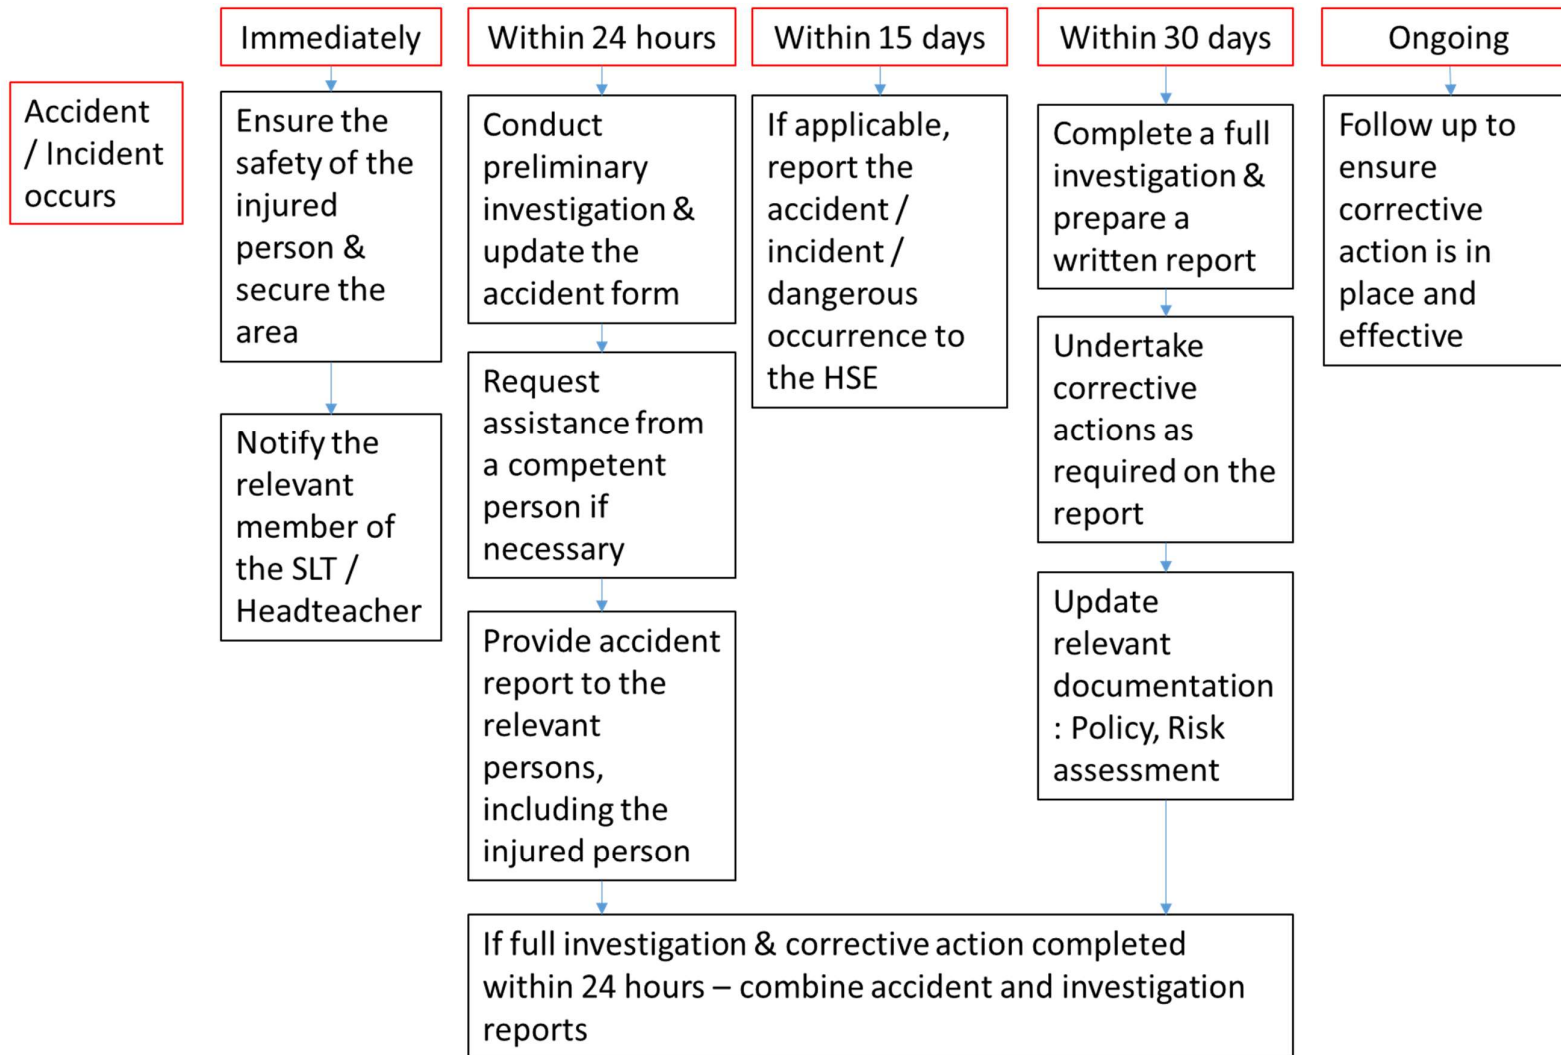 Immediately
Within 24 hours
Within 15 days
Within 30 days
Ongoing
Accident
/ Incident
occurs
Ensure the
safety of the
injured
person &
secure the
area
Notify the
relevant
member of
the SLT /
Headteacher
Conduct
preliminary
investigation &
update the
accident form
Request
assistance from
a competent
person if
necessary
Provide accident
report to the
relevant
persons,
including the
injured person
If applicable,
report the
accident /
incident /
dangerous
occurrence to
the HSE
Complete a full
investigation &
prepare a
written report
Undertake
corrective
actions as
required on the
report
Update
relevant
documentation
: Policy, Risk
assessment
Follow up to
ensure
corrective
action is in
place and
effective
If full investigation & corrective action completed
within 24 hours – combine accident and investigation
reports